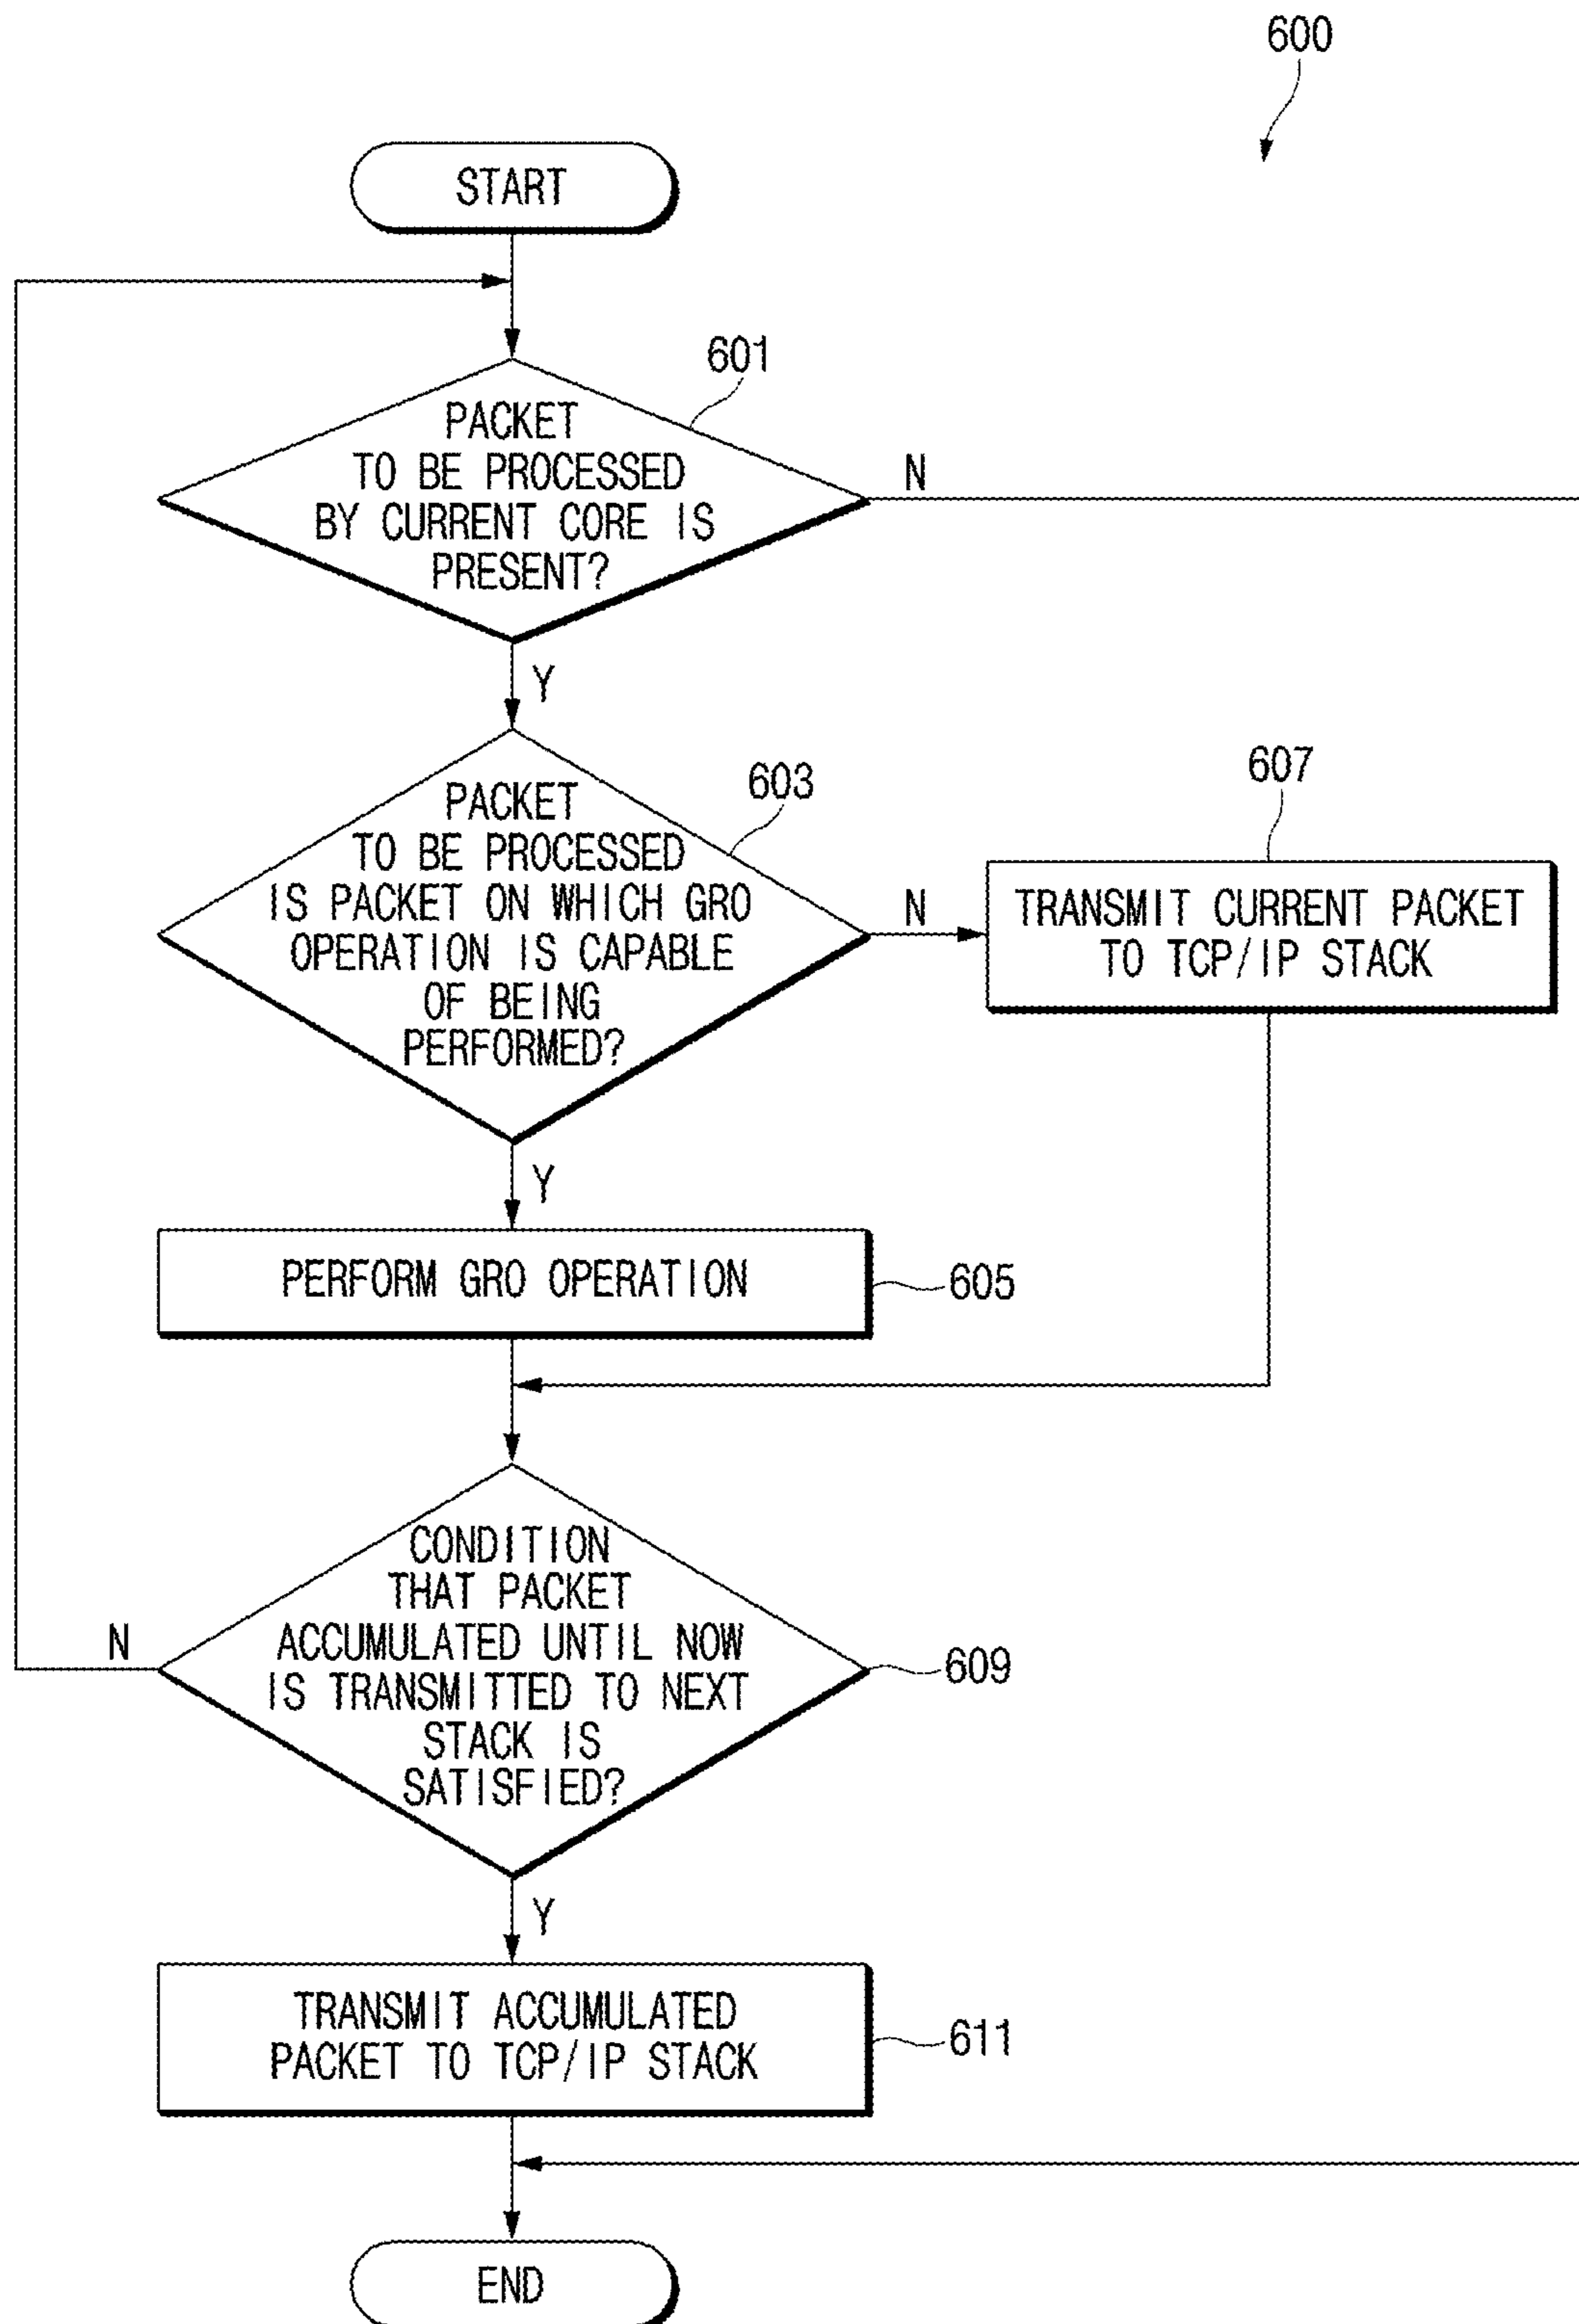 600
START
601
PACKET
TO BE PROCESSED
BY CURRENT CORE IS
PRESENT?
N
Y
603
PACKET
TO BE PROCESSED
IS PACKET ON WHICH GRO
OPERATION IS CAPABLE
OF BEING
PERFORMED?
N
607
TRANSMIT CURRENT PACKET
TO TCP/IP STACK
Y
PERFORM GRO OPERATION
605
CONDITION
THAT PACKET
ACCUMULATED UNTIL NOW
IS TRANSMITTED TO NEXT
STACK IS
SATISFIED?
N
609
Y
TRANSMIT ACCUMULATED
PACKET TO TCP/IP STACK
611
END